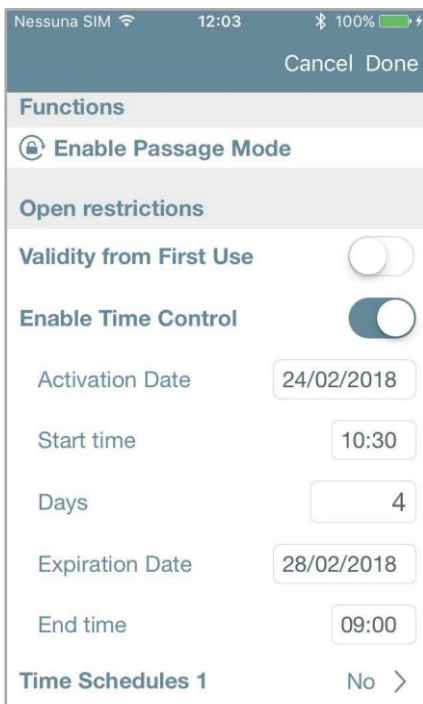 Nessuna SIM 12:03 100%
Cancel Done
Functions
Enable Passage Mode
Open restrictions
Validity from First Use
Enable Time Control
Activation Date 24/02/2018
Start time 10:30
Days 4
Expiration Date 28/02/2018
End time 09:00
Time Schedules 1 No